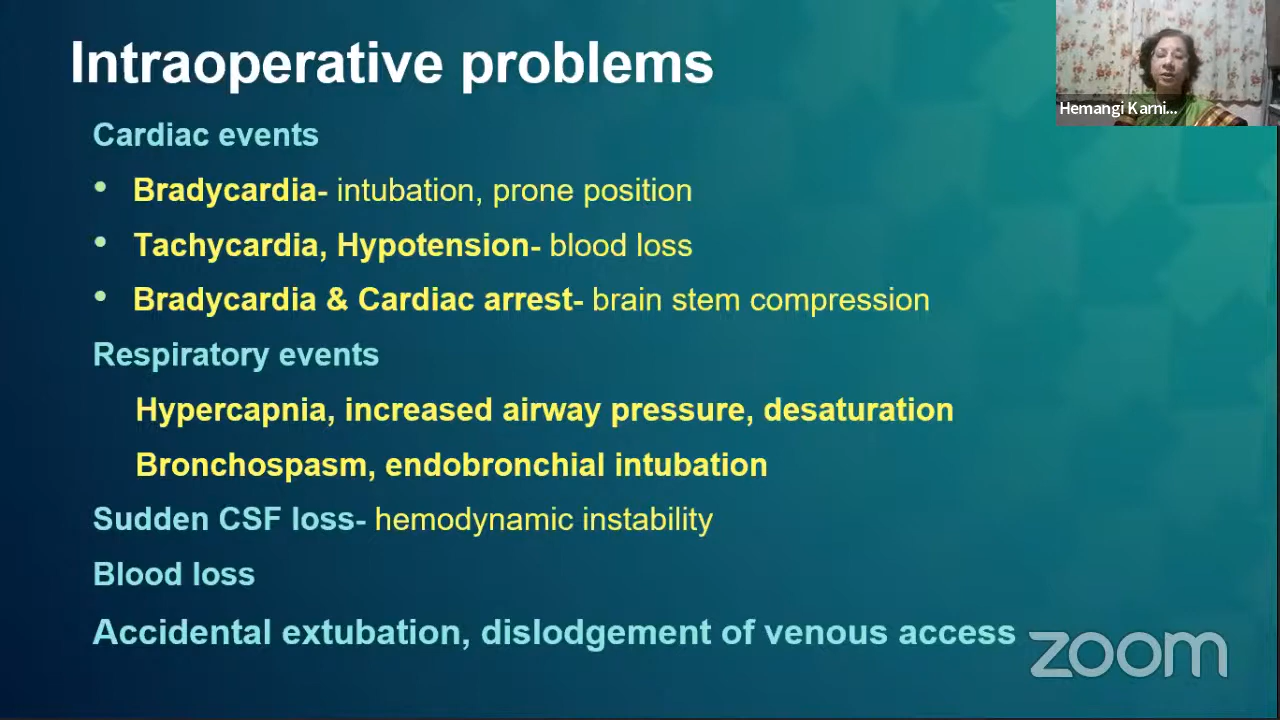 Intraoperative problems
Hemangi Karni...
Cardiac events
• Bradycardia- intubation, prone position
• Tachycardia, Hypotension- blood loss
• Bradycardia & Cardiac arrest- brain stem compression
Respiratory events
Hypercapnia, increased airway pressure, desaturation
Bronchospasm, endobronchial intubation
Sudden CSF loss- hemodynamic instability
Blood loss
Accidental extubation, dislodgement of venous access
zoom